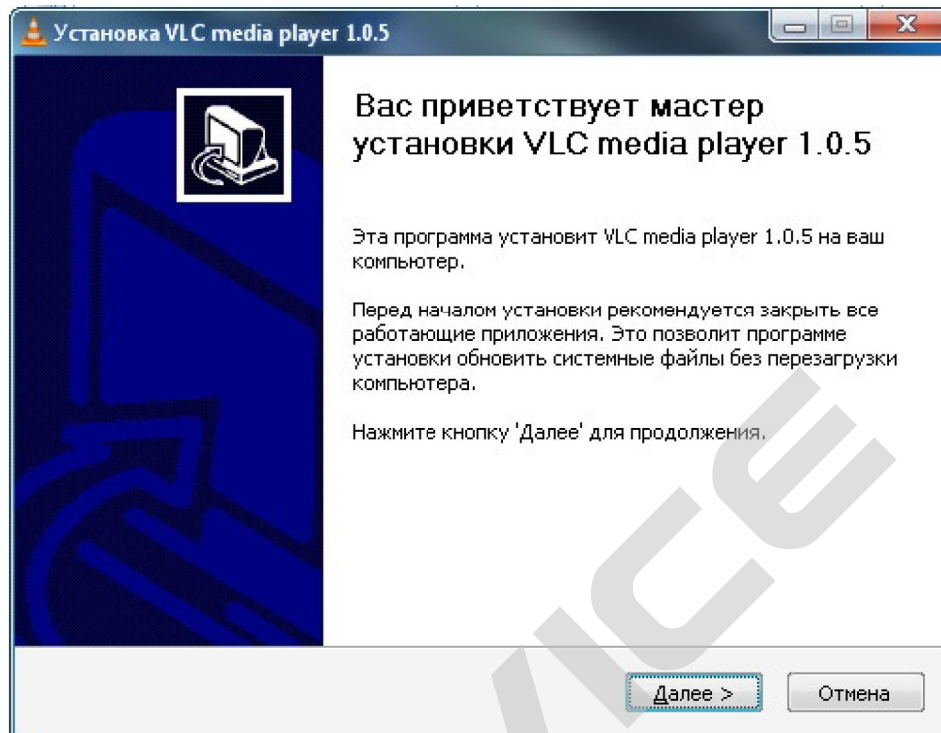 Установка VLC media player 1.0.5
Вас приветствует мастер
установки VLC media player 1.0.5
Эта программа установит VLC media player 1.0.5 на ваш
компьютер.
Перед началом установки рекомендуется закрыть все
работающие приложения. Это позволит программе
установки обновить системные файлы без перезагрузки
компьютера.
Нажмите кнопку 'Далее' для продолжения.
Далее >
Отмена